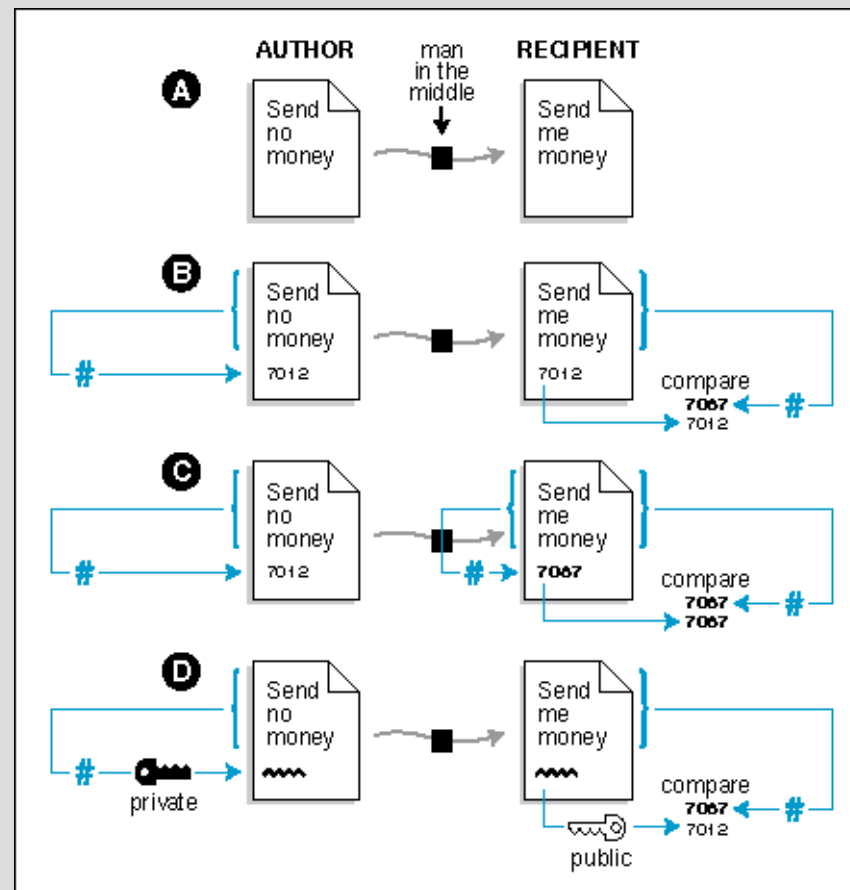 AUTHOR
man
in the
middle
RECIPIENT
A
Send
no
money
Send
me
money
B
Send
no
money
7012
#
Send
me
money
7012
compare
7067
7012
#
C
Send
no
money
7012
#
Send
me
money
#
7067
compare
7067
7067
#
D
Send
no
money
#
private
Send
me
money
compare
7067
7012
#
public